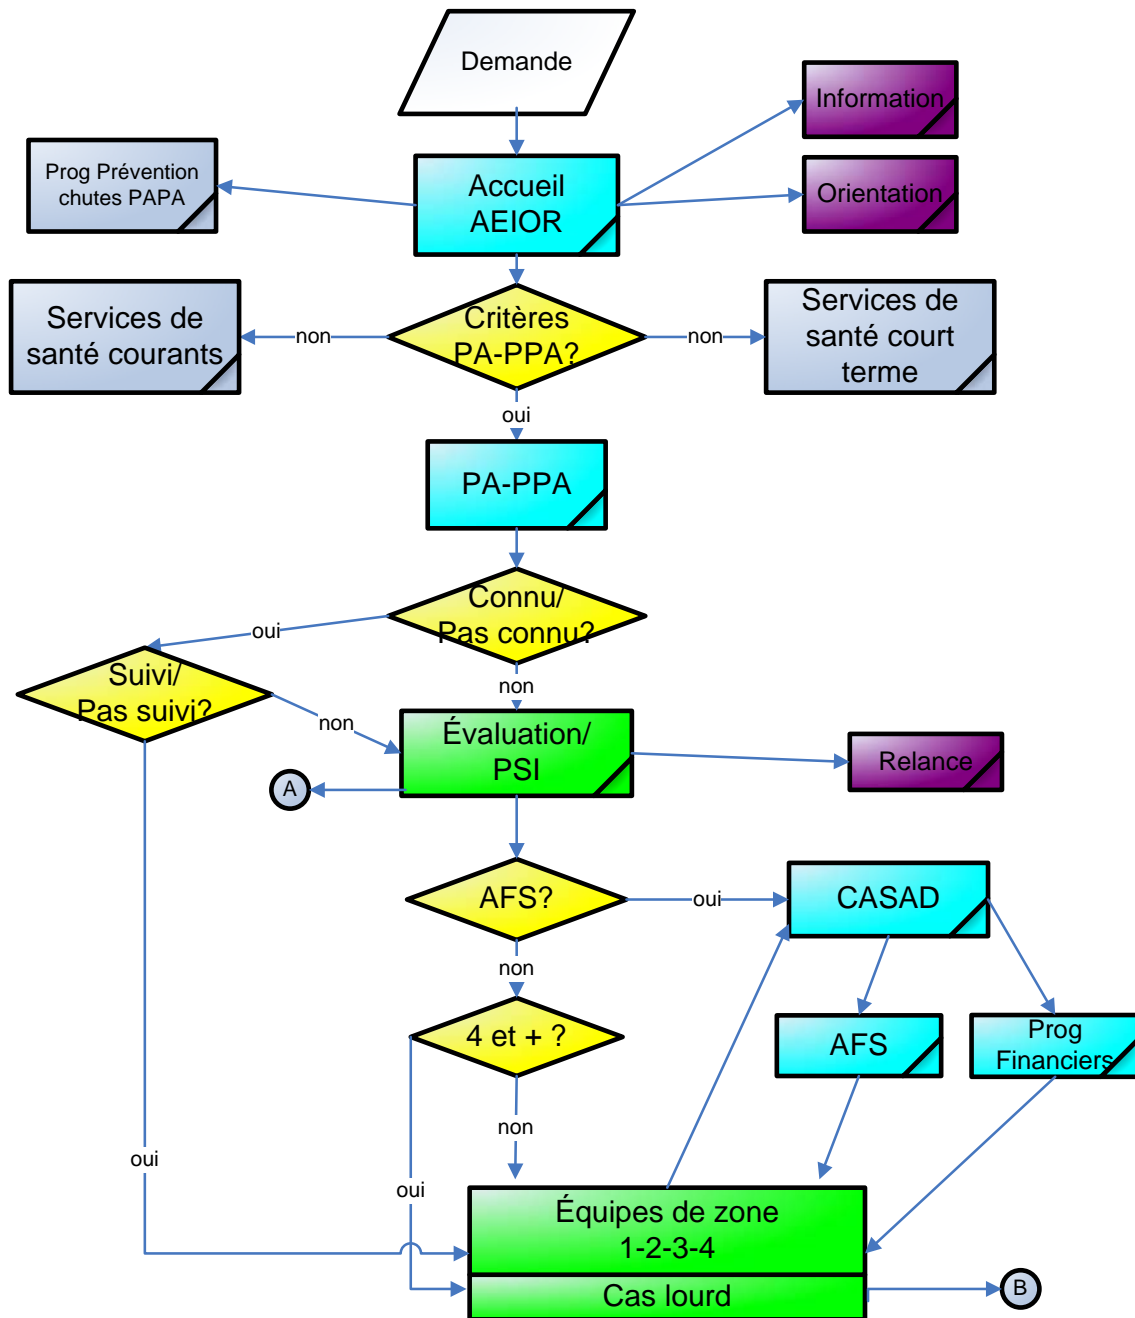 Demande
Information
Prog Prévention
chutes PAPA
Accueil
AEIOR
Orientation
Services de
santé courants
non
Critères
PA-PPA?
non
Services de
santé court
terme
oui
PA-PPA
Connu/
Pas connu?
oui
Suivi/
Pas suivi?
non
non
Évaluation/
PSI
Relance
A
AFS?
oui
CASAD
non
4 et + ?
AFS
Prog
Financiers
non
oui
oui
Équipes de zone
1-2-3-4
Cas lourd
B